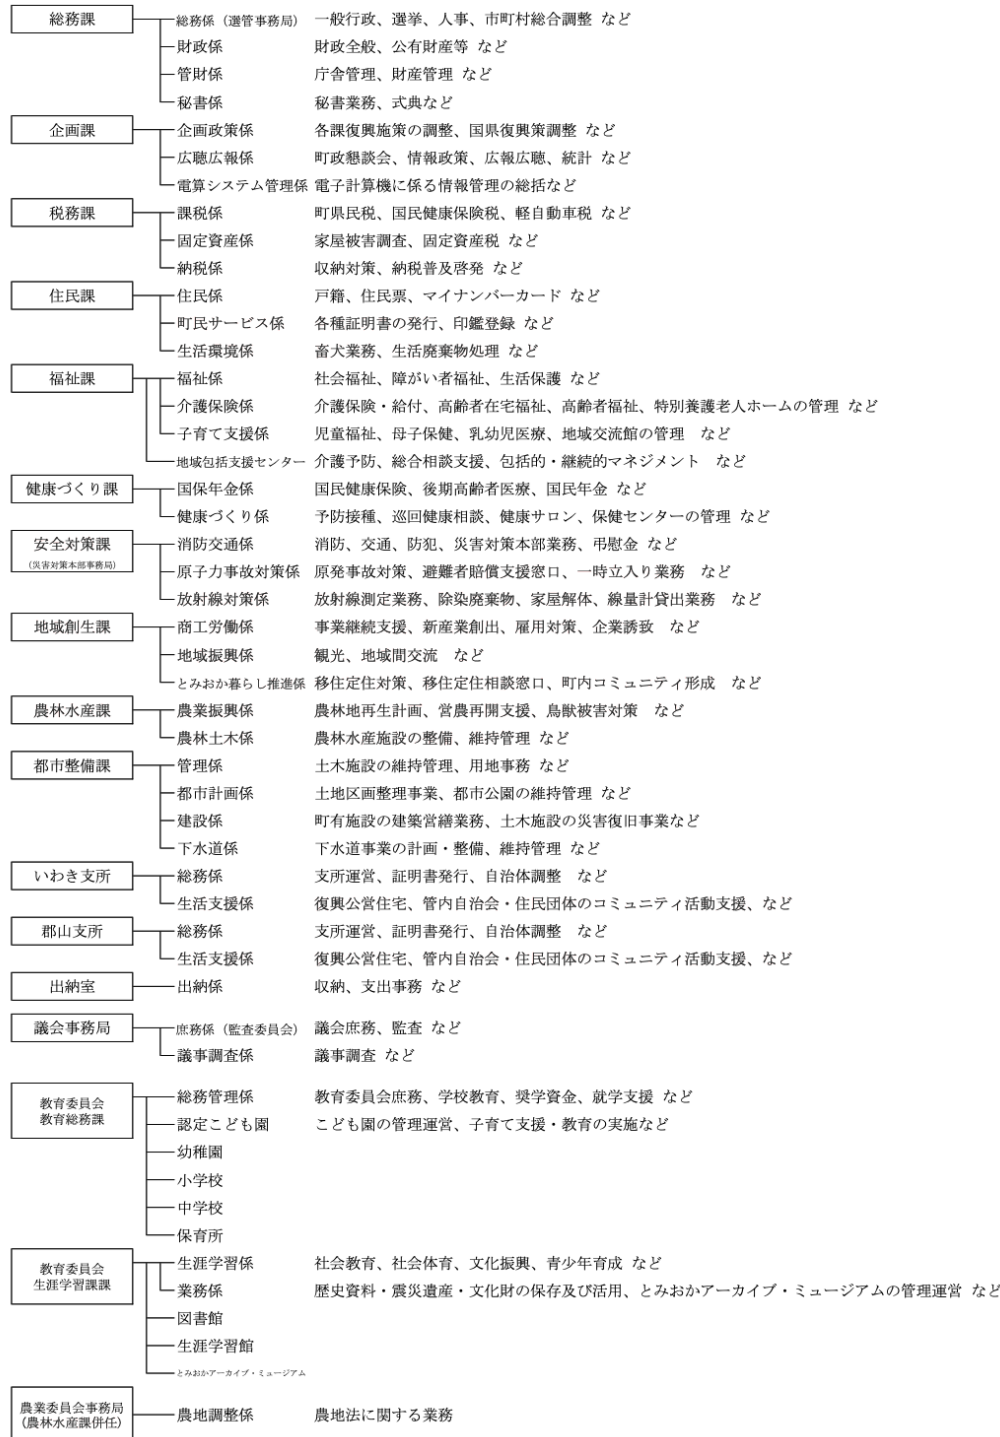 総務課 総務係（選管事務局） 一般行政、選挙、人事、市町村総合調整 など
財政係 財政全般、公有財産等 など
管財係 庁舎管理、財産管理 など
秘書係 秘書業務、式典など
企画課 企画政策係 各課復興施策の調整、国県復興策調整 など
広聴広報係 町政懇談会、情報政策、広報広聴、統計 など
電算システム管理係 電子計算機に係る情報管理の総括など
税務課 課税係 町県民税、国民健康保険税、軽自動車税 など
固定資産係 家屋被害調査、固定資産税 など
納税係 収納対策、納税普及啓発 など
住民課 住民係 戸籍、住民票、マイナンバーカード など
町民サービス係 各種証明書の発行、印鑑登録 など
生活環境係 畜犬業務、生活廃棄物処理 など
福祉課 福祉係 社会福祉、障がい者福祉、生活保護 など
介護保険係 介護保険・給付、高齢者在宅福祉、高齢者福祉、特別養護老人ホームの管理 など
子育て支援係 児童福祉、母子保健、乳幼児医療、地域交流館の管理 など
地域包括支援センター 介護予防、総合相談支援、包括的・継続的マネジメント など
健康づくり課 国保年金係 国民健康保険、後期高齢者医療、国民年金 など
健康づくり係 予防接種、巡回健康相談、健康サロン、保健センターの管理 など
安全対策課 消防交通係 消防、交通、防犯、災害対策本部業務、弔慰金 など
（災害対策本部事務局）
原子力事故対策係 原発事故対策、避難者賠償支援窓口、一時立入り業務 など
放射線対策係 放射線測定業務、除染廃棄物、家屋解体、線量計貸出業務 など
地域創生課 商工労働係 事業継続支援、新産業創出、雇用対策、企業誘致 など
地域振興係 観光、地域間交流 など
とみおか暮らし推進係 移住定住対策、移住定住相談窓口、町内コミュニティ形成 など
農林水産課 農業振興係 農林地再生計画、営農再開支援、鳥獣被害対策 など
農林土木係 農林水産施設の整備、維持管理 など
都市整備課 管理係 土木施設の維持管理、用地事務 など
都市計画係 土地区画整理事業、都市公園の維持管理 など
建設係 町有施設の建築営繕業務、土木施設の災害復旧事業など
下水道係 下水道事業の計画・整備、維持管理 など
いわき支所 総務係 支所運営、証明書発行、自治体調整 など
生活支援係 復興公営住宅、管内自治会・住民団体のコミュニティ活動支援、など
郡山支所 総務係 支所運営、証明書発行、自治体調整 など
生活支援係 復興公営住宅、管内自治会・住民団体のコミュニティ活動支援、など
出納室 出納係 収納、支出事務 など
議会事務局 庶務係（監査委員会） 議会庶務、監査 など
議事調査係 議事調査 など
教育委員会
教育総務課
総務管理係 教育委員会庶務、学校教育、奨学資金、就学支援 など
認定こども園 こども園の管理運営、子育て支援・教育の実施など
幼稚園
小学校
中学校
保育所
教育委員会
生涯学習課課
生涯学習係 社会教育、社会体育、文化振興、青少年育成 など
業務係 歴史資料・震災遺産・文化財の保存及び活用、とみおかアーカイブ・ミュージアムの管理運営 など
図書館
生涯学習館
とみおかアーカイブ・ミュージアム
農業委員会事務局
（農林水産課併任）
農地調整係 農地法に関する業務